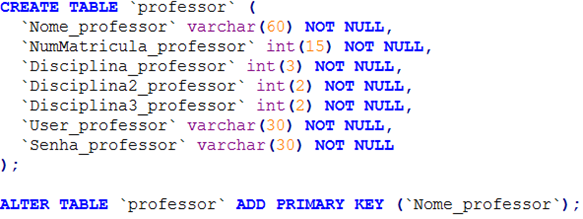 CREATE TABLE `professor` (
  `Nome_professor` varchar(60) NOT NULL,
  `NumMatricula_professor` int(15) NOT NULL,
  `Disciplina_professor` int(3) NOT NULL,
  `Disciplina2_professor` int(2) NOT NULL,
  `Disciplina3_professor` int(2) NOT NULL,
  `User_professor` varchar(30) NOT NULL,
  `Senha_professor` varchar(30) NOT NULL
);
ALTER TABLE `professor` ADD PRIMARY KEY (`Nome_professor`);